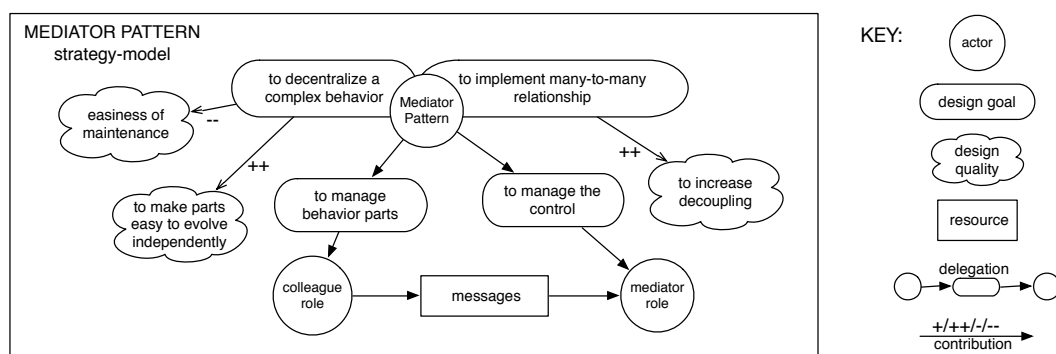 MEDIATOR PATTERN
strategy-model
to decentralize a
complex behavior
Mediator
Pattern
to implement many-to-many
relationship
easiness of
maintenance
--
++
++
to make parts
easy to evolve
independently
to manage
behavior parts
to manage the
control
to increase
decoupling
colleague
role
messages
mediator
role
KEY:
actor
design goal
design
quality
resource
delegation
+/++/-/--
contribution